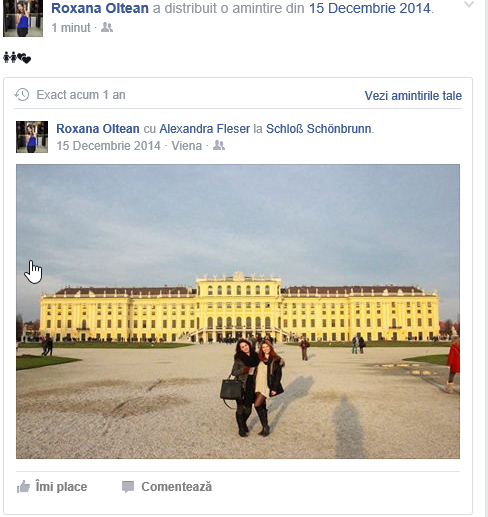 Roxana Oltean a distribuit o amintire din 15 Decembrie 2014.
1 minut ·
Exact acum 1 an
Vezi amintirile tale
Roxana Oltean cu Alexandra Fleser la Schloß Schönbrunn.
15 Decembrie 2014 · Viena ·
Îmi place
Comentează